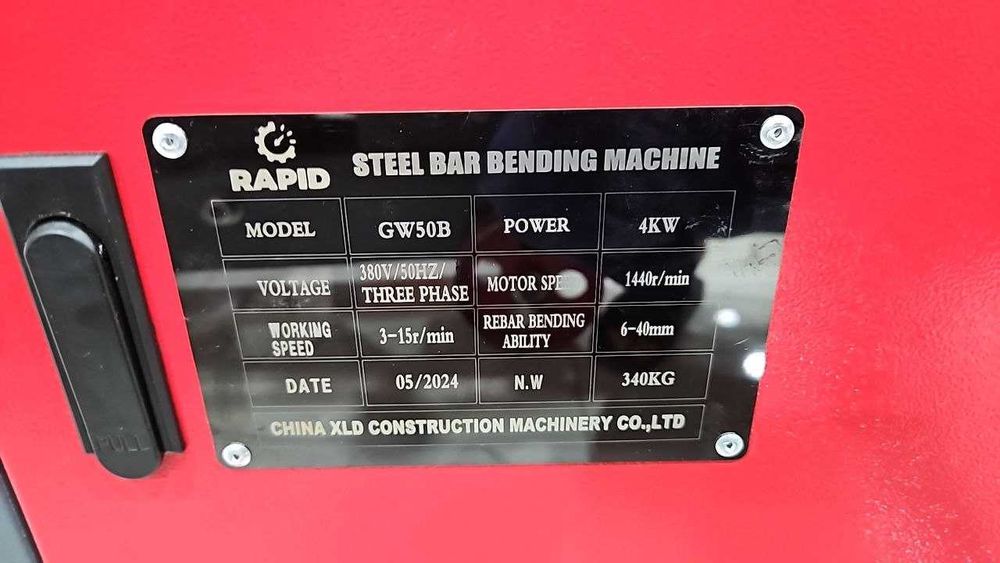 RAPID STEEL BAR BENDING MACHINE
MODEL GW50B POWER 4KW
VOLTAGE 380V/50HZ/ THREE PHASE MOTOR 1440r/min
WORKING SPEED 3-15r/min REBAR BENDING ABILITY 6-40mm
DATE 05/2024 N.W 340KG
CHINA XLD CONSTRUCTION MACHINERY CO.,LTD
PULL